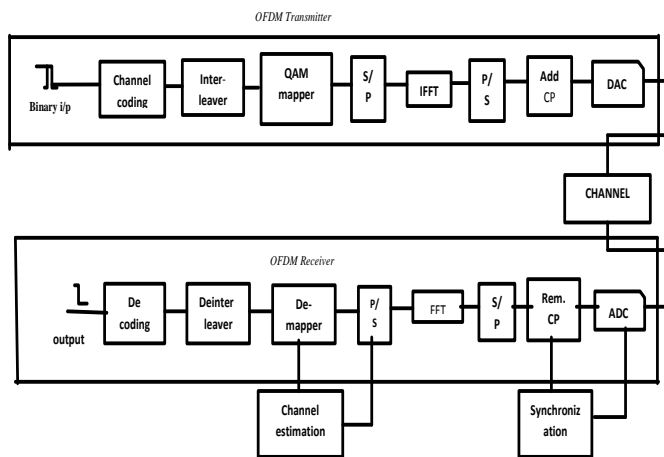 OFDM Transmitter
Binary i/p
Channel
coding
Inter-
leaver
QAM
mapper
S/
P
IFFT
P/
S
Add
CP
DAC
CHANNEL
OFDM Receiver
output
De
coding
Deinter
leaver
De-
mapper
P/
S
FFT
S/
P
Rem.
CP
ADC
Channel
estimation
Synchroniz
ation